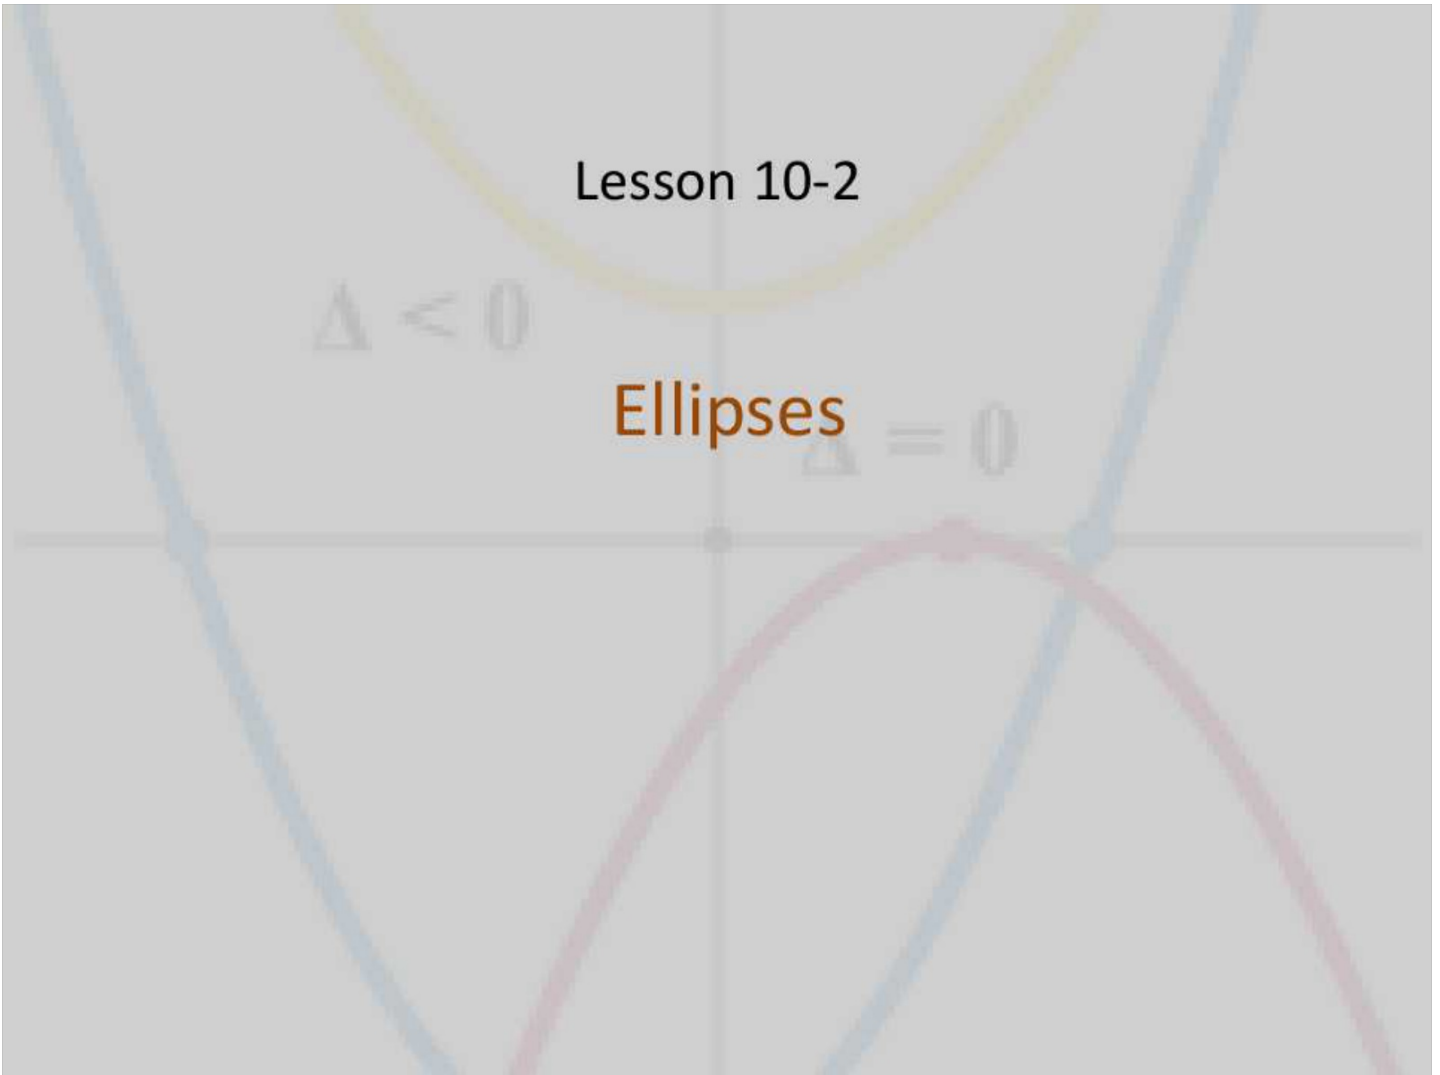 Lesson 10-2
Δ < 0
Ellipses
Δ = 0